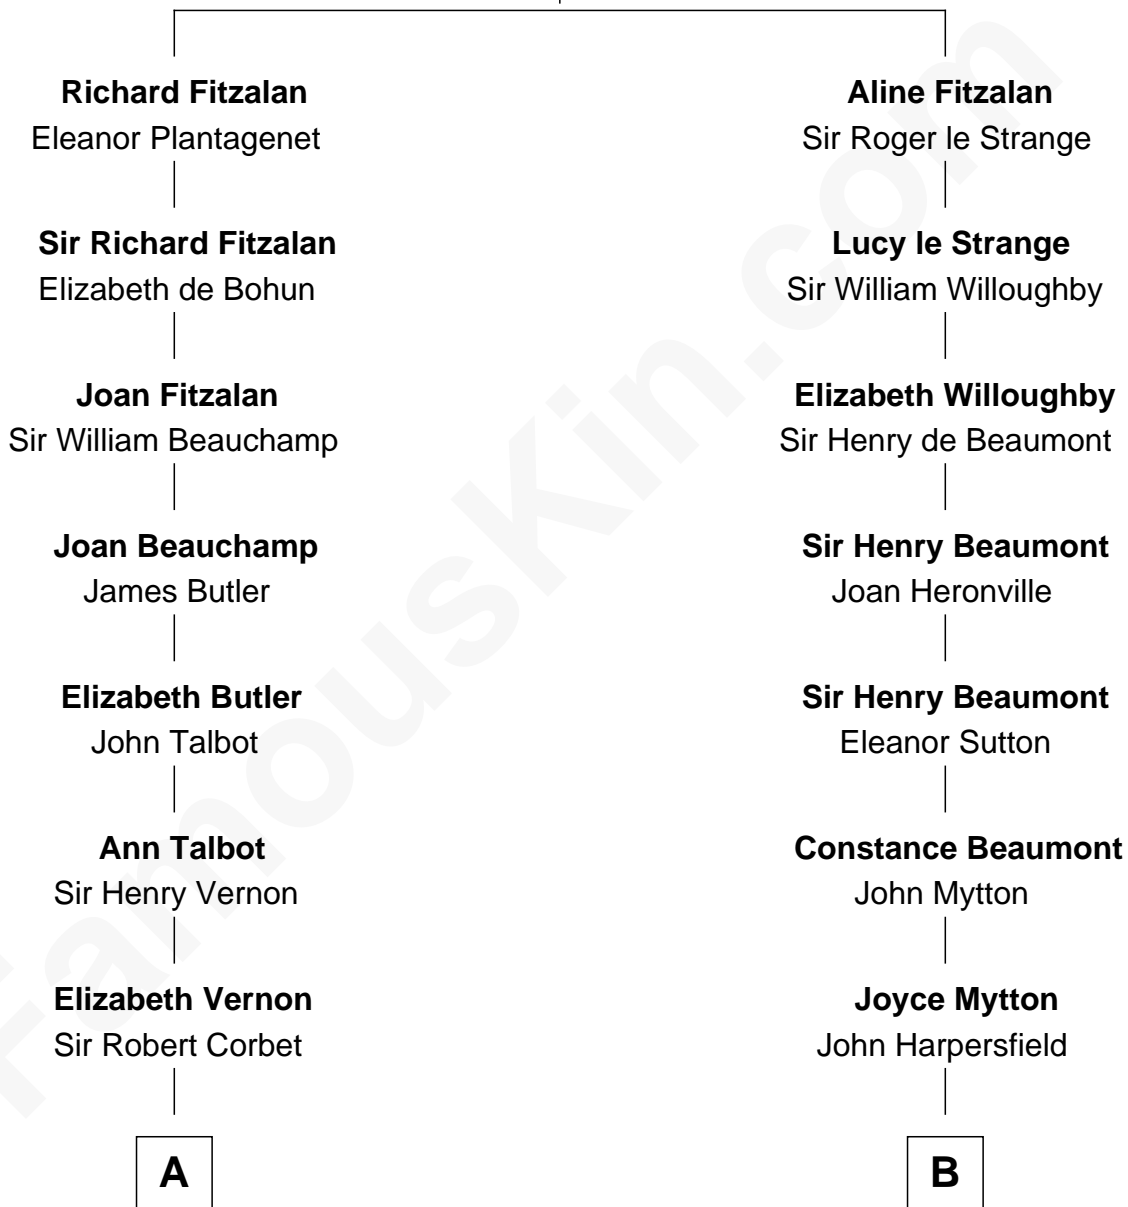 Richard Fitzalan
Eleanor Plantagenet
Sir Richard Fitzalan
Elizabeth de Bohun
Joan Fitzalan
Sir William Beauchamp
Joan Beauchamp
James Butler
Elizabeth Butler
John Talbot
Ann Talbot
Sir Henry Vernon
Elizabeth Vernon
Sir Robert Corbet
A
Aline Fitzalan
Sir Roger le Strange
Lucy le Strange
Sir William Willoughby
Elizabeth Willoughby
Sir Henry de Beaumont
Sir Henry Beaumont
Joan Heronville
Sir Henry Beaumont
Eleanor Sutton
Constance Beaumont
John Mytton
Joyce Mytton
John Harpersfield
B
FamousKin.com